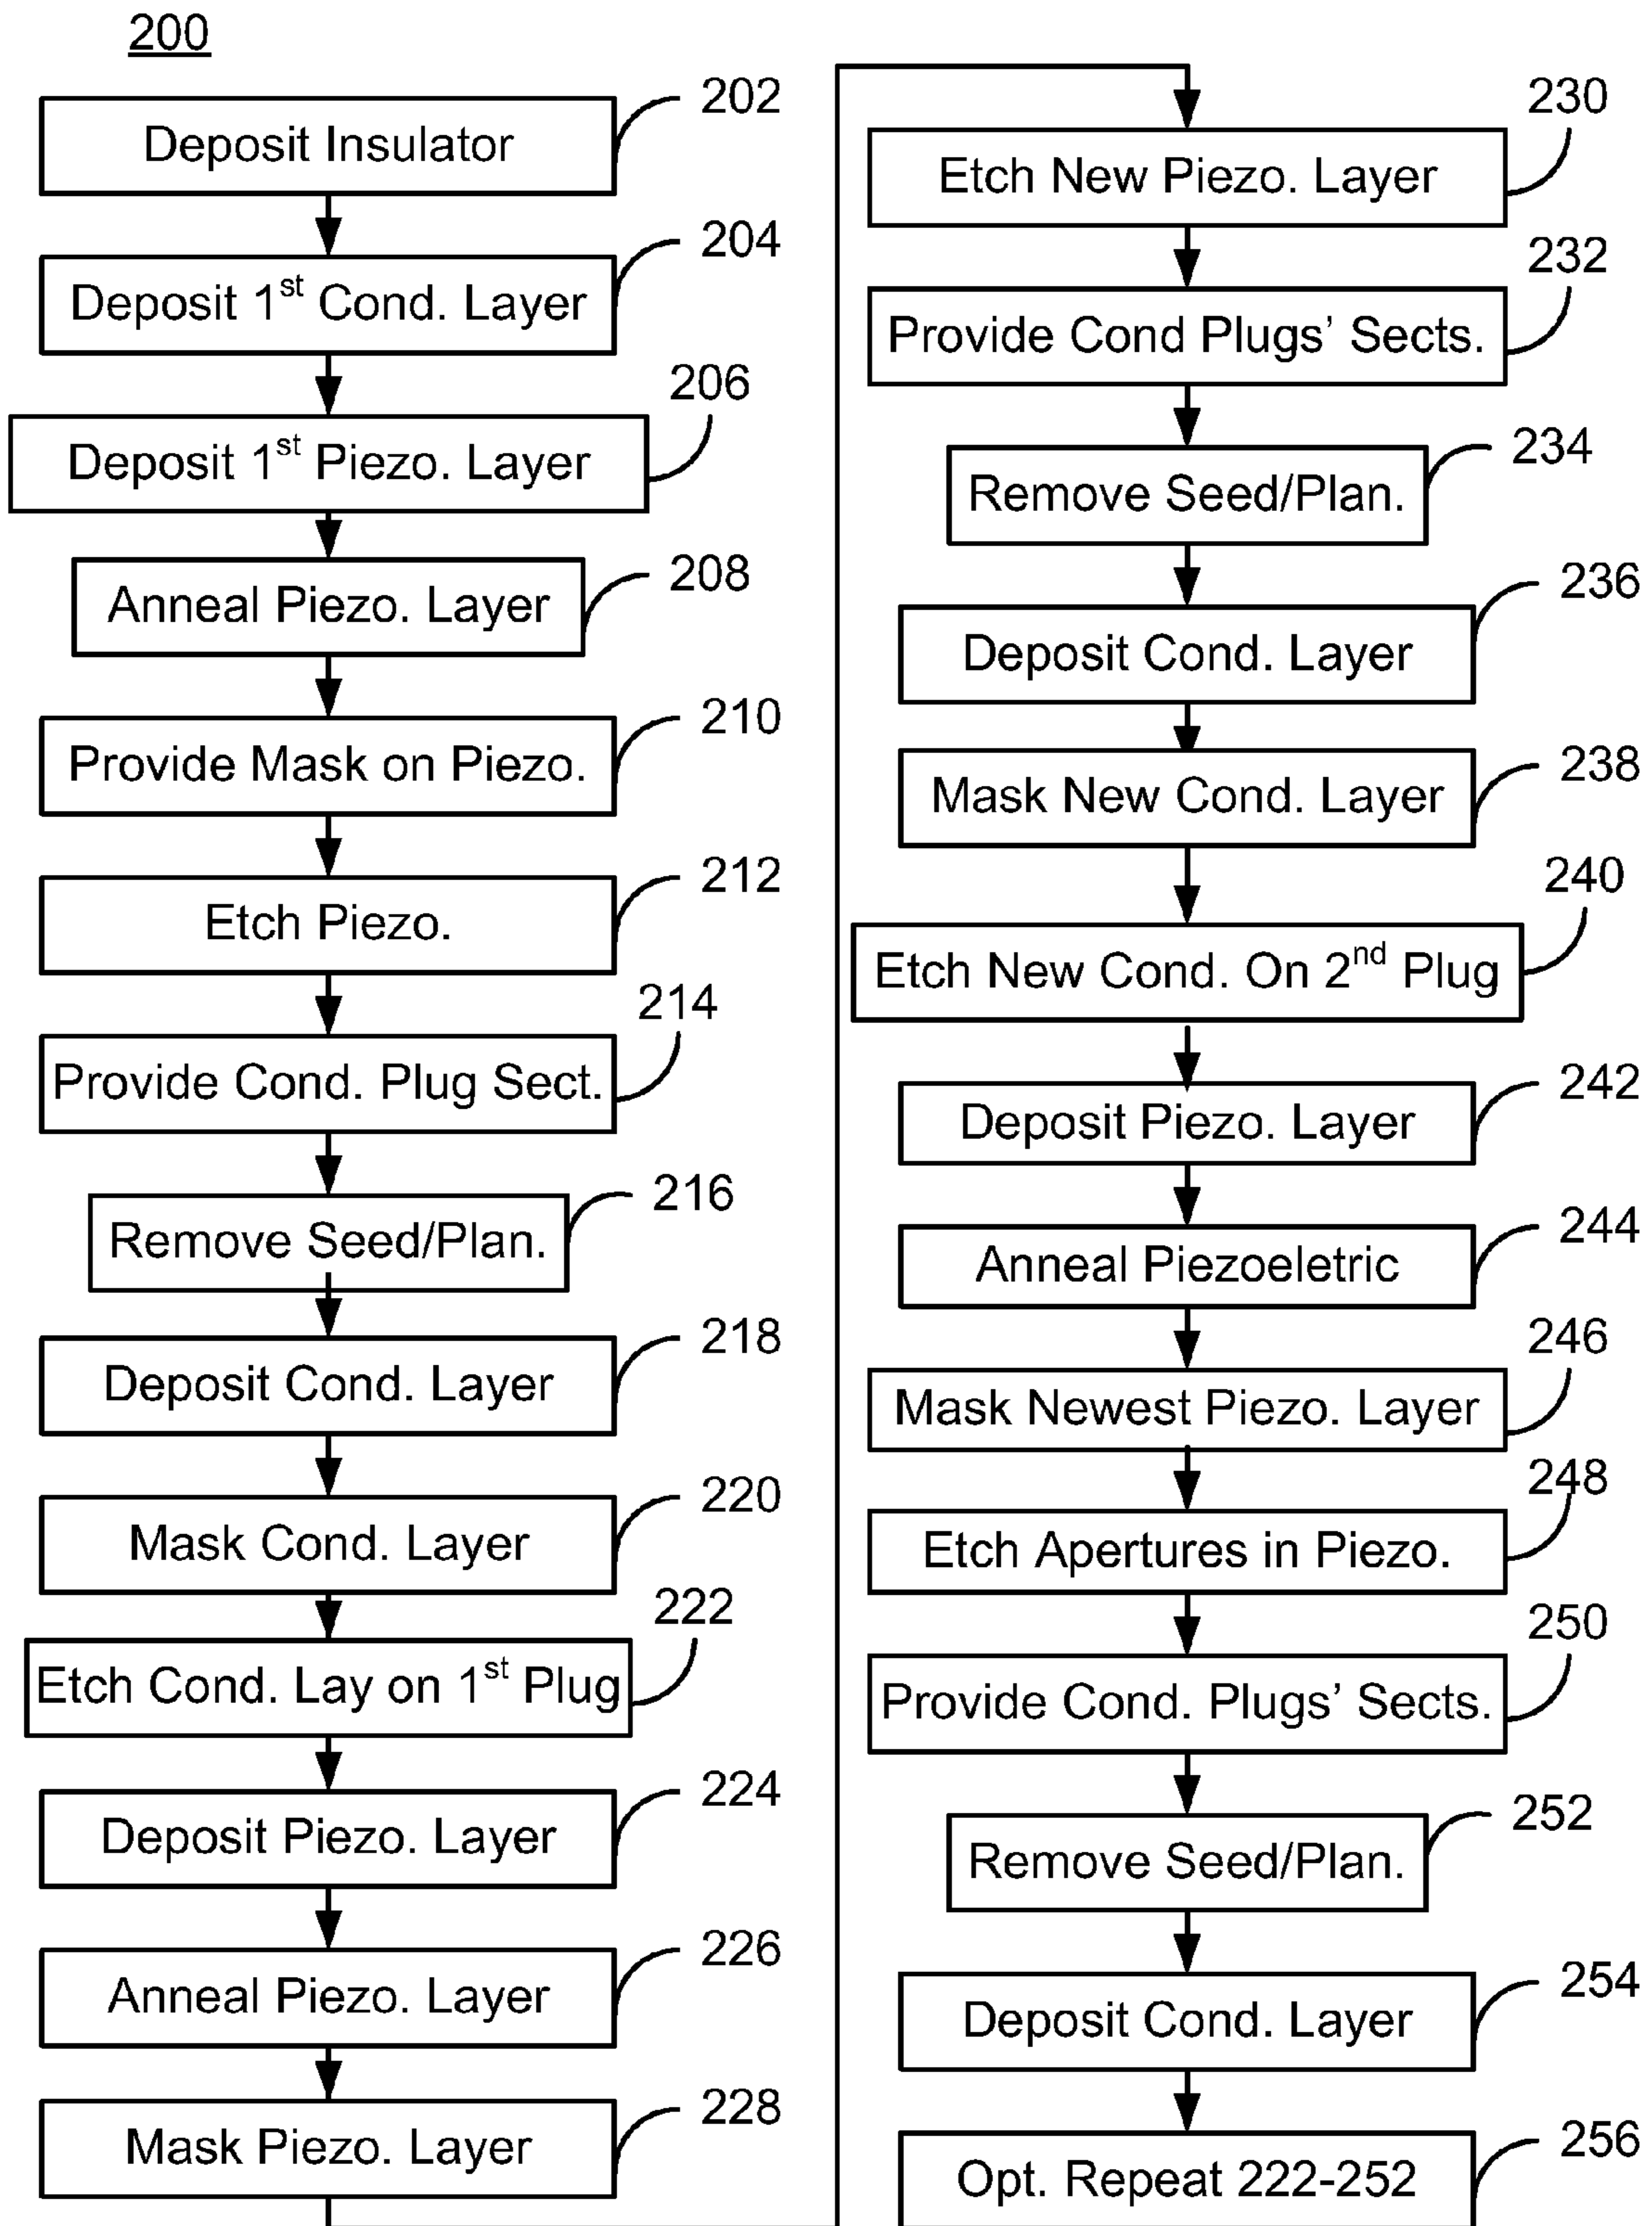 200
Deposit Insulator
202
Deposit 1st Cond. Layer
204
Deposit 1st Piezo. Layer
206
Anneal Piezo. Layer
208
Provide Mask on Piezo.
210
Etch Piezo.
212
Provide Cond. Plug Sect.
214
Remove Seed/Plan.
216
Deposit Cond. Layer
218
Mask Cond. Layer
220
Etch Cond. Lay on 1st Plug
222
Deposit Piezo. Layer
224
Anneal Piezo. Layer
226
Mask Piezo. Layer
228
Etch New Piezo. Layer
230
Provide Cond Plugs’ Sects.
232
Remove Seed/Plan.
234
Deposit Cond. Layer
236
Mask New Cond. Layer
238
Etch New Cond. On 2nd Plug
240
Deposit Piezo. Layer
242
Anneal Piezoeletric
244
Mask Newest Piezo. Layer
246
Etch Apertures in Piezo.
248
Provide Cond. Plugs’ Sects.
250
Remove Seed/Plan.
252
Deposit Cond. Layer
254
Opt. Repeat 222-252
256